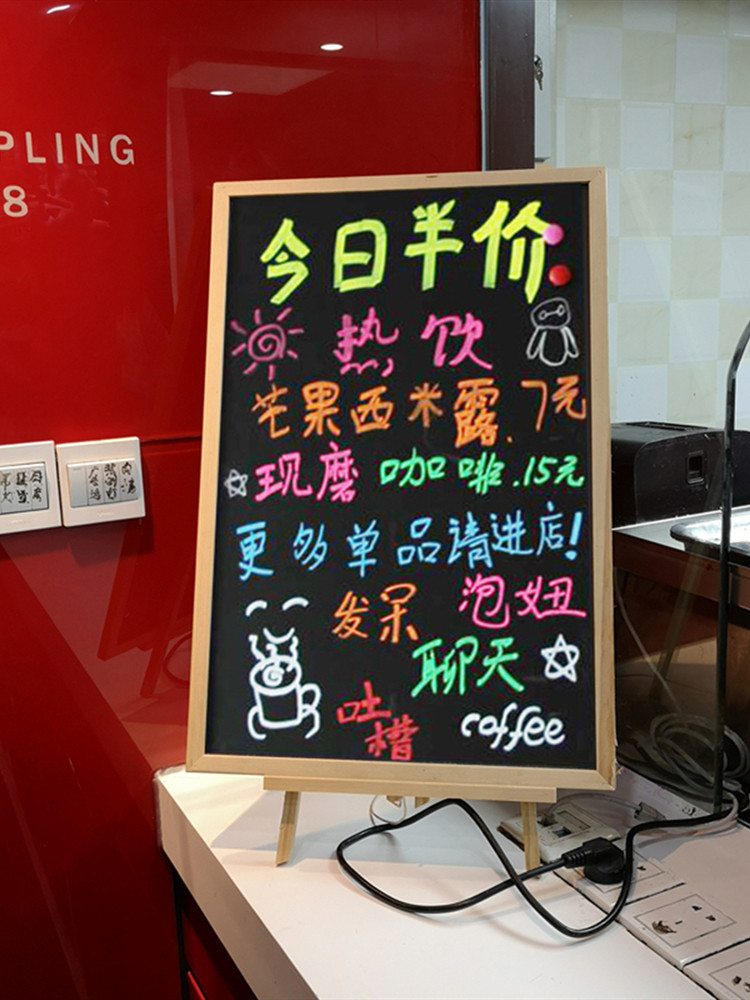 PLING
8
今日半价
热饮
芒果西米露.7元
现磨咖啡.15元
更多单品请进店!
发呆 泡妞
聊天
吐槽
coffee